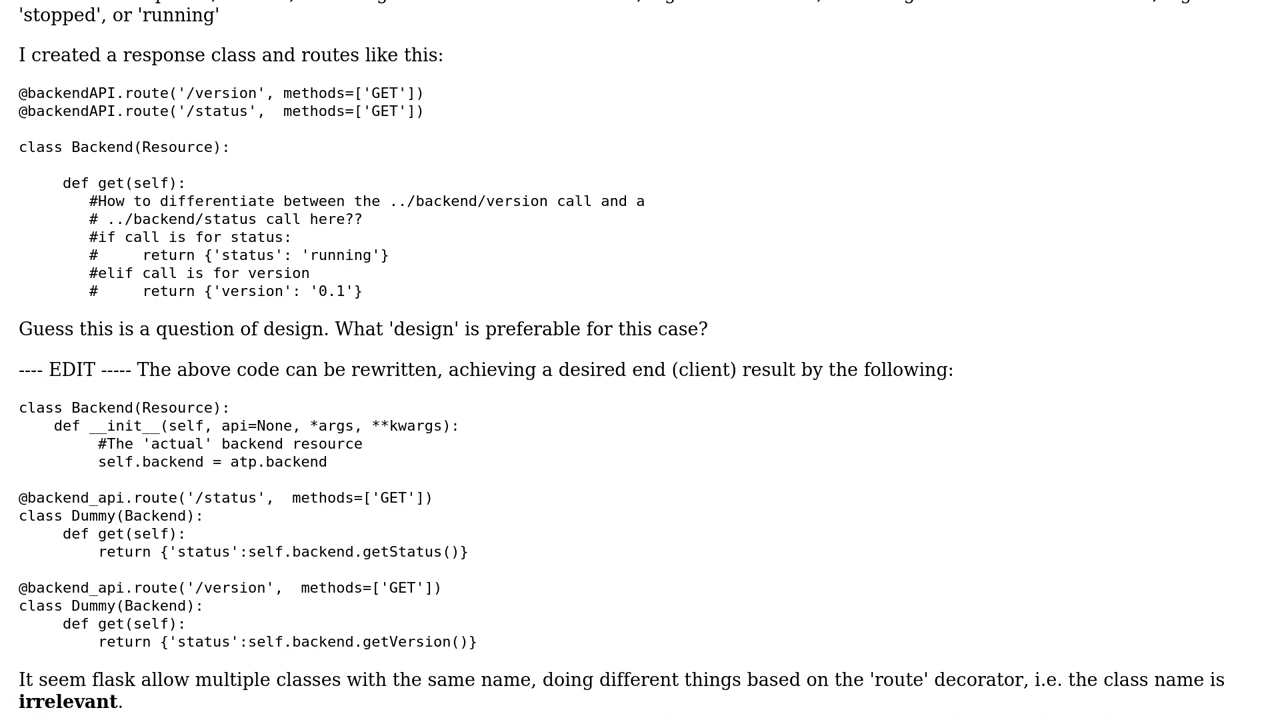 'stopped', or 'running'
I created a response class and routes like this:
@backendAPI.route('/version', methods=['GET'])
@backendAPI.route('/status',  methods=['GET'])
class Backend(Resource):
     def get(self):
        #How to differentiate between the ../backend/version call and a
        # ../backend/status call here??
        #if call is for status:
        #     return {'status': 'running'}
        #elif call is for version
        #     return {'version': '0.1'}
Guess this is a question of design. What 'design' is preferable for this case?
---- EDIT ----- The above code can be rewritten, achieving a desired end (client) result by the following:
class Backend(Resource):
    def __init__(self, api=None, *args, **kwargs):
         #The 'actual' backend resource
         self.backend = atp.backend
@backend_api.route('/status',  methods=['GET'])
class Dummy(Backend):
     def get(self):
         return {'status':self.backend.getStatus()}
@backend_api.route('/version',  methods=['GET'])
class Dummy(Backend):
     def get(self):
         return {'status':self.backend.getVersion()}
It seem flask allow multiple classes with the same name, doing different things based on the 'route' decorator, i.e. the class name is
irrelevant.